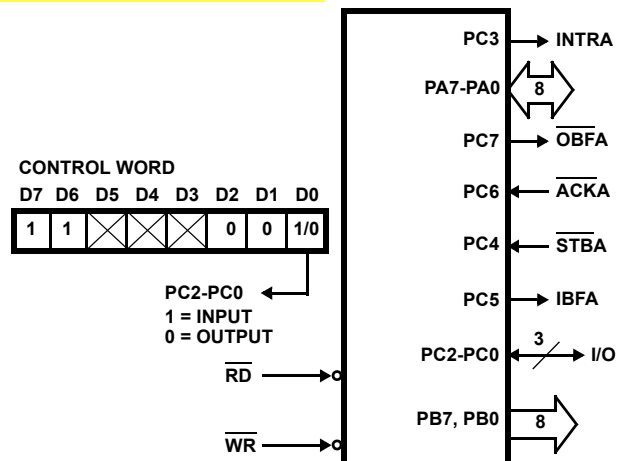 PC3 INTRA
PA7-PA0 8
PC7 OBFA
CONTROL WORD
D7 D6 D5 D4 D3 D2 D1 D0
PC6 ACKA
1 1 0 0 1/0
PC4 STBA
PC2-PC0
1 = INPUT
0 = OUTPUT
PC5 IBFA
PC2-PC0 3 I/O
RD
PB7, PB0 8
WR